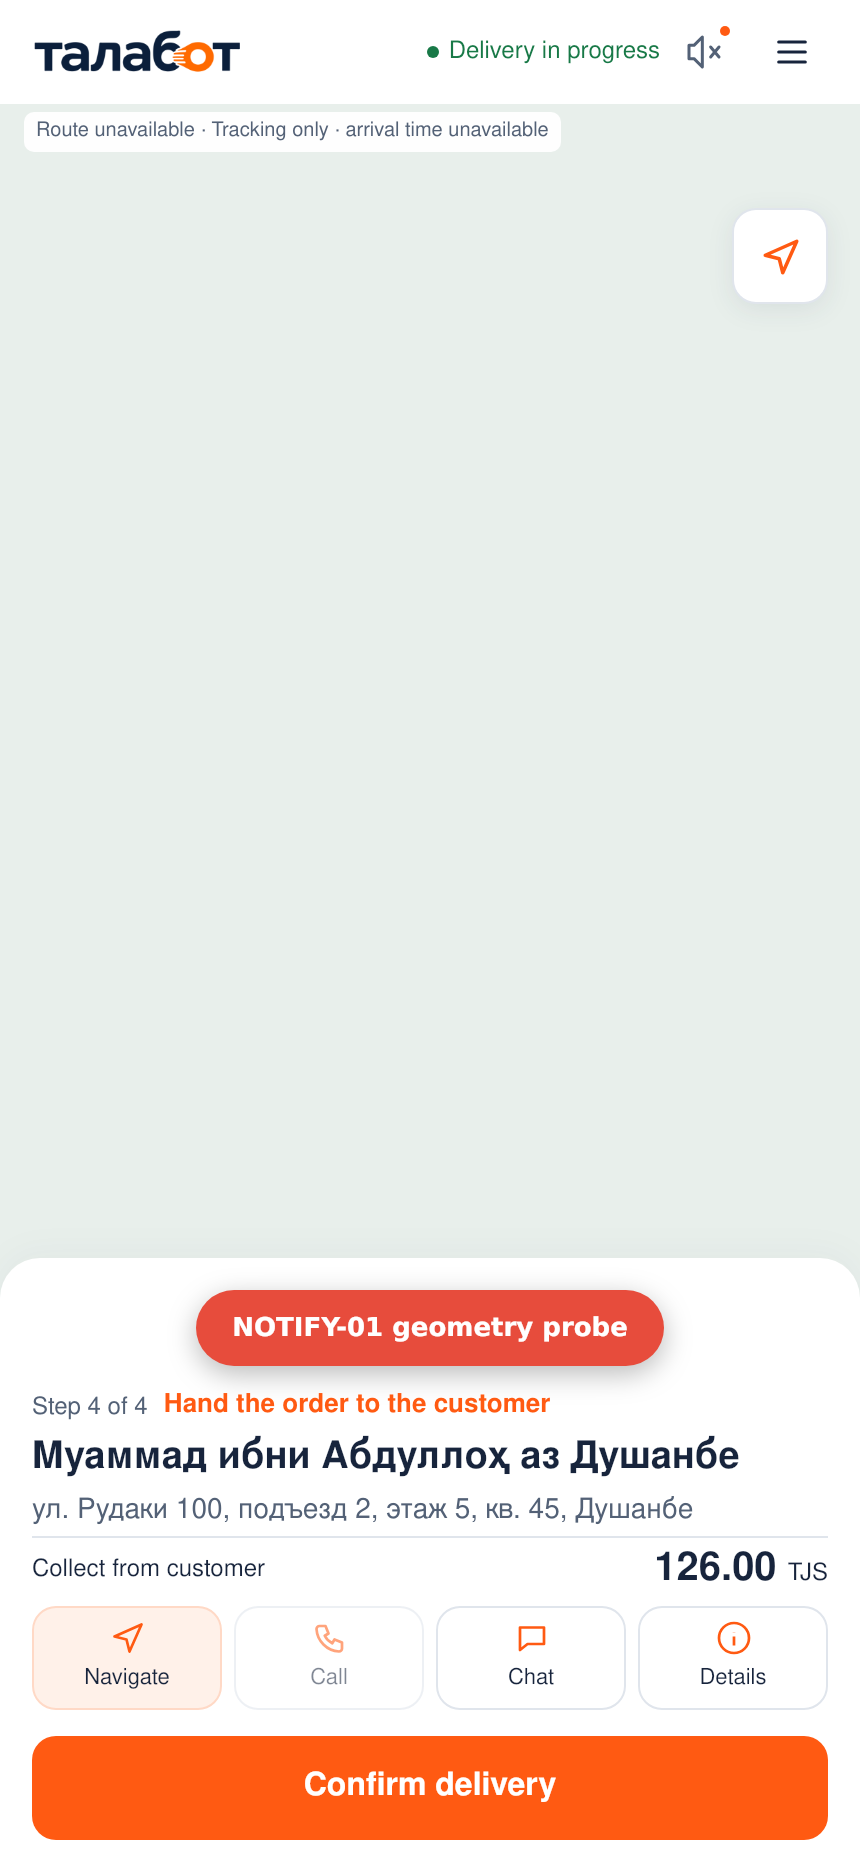 талабот
Delivery in progress
Route unavailable · Tracking only · arrival time unavailable
NOTIFY-01 geometry probe
Step 4 of 4 Hand the order to the customer
Муаммад ибни Абдуллоҳ аз Душанбе
ул. Рудаки 100, подъезд 2, этаж 5, кв. 45, Душанбе
Collect from customer 126.00 TJS
Navigate Call Chat Details
Confirm delivery